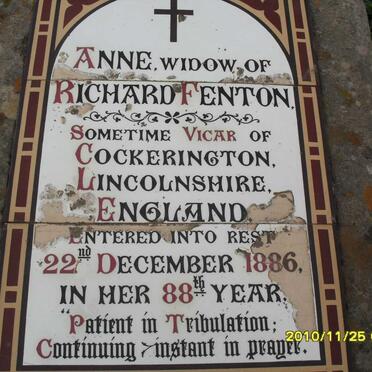 ANNE, WIDOW, OF
RICHARD FENTON,
SOMETIME VICAR OF
COCKERINGTON,
LINCOLNSHIRE,
ENGLAND
ENTERED INTO REST
22nd DECEMBER 1886,
IN HER 88th YEAR.
"Patient in Tribulation;
Continuing instant in prayer.
2010/11/25